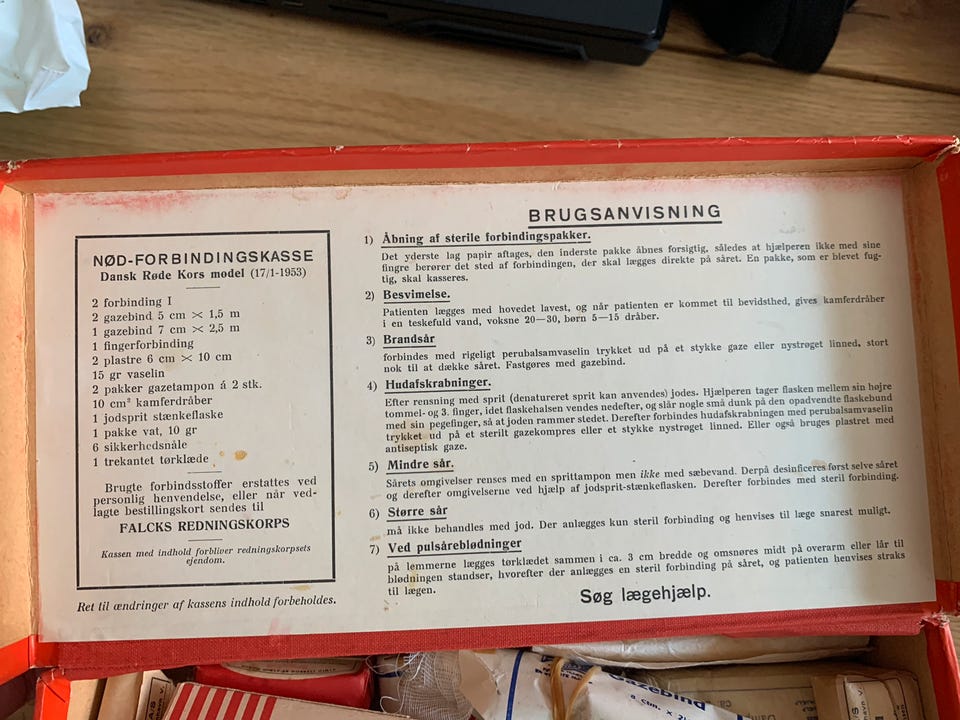 NØD-FORBINDINGSKASSE
Dansk Røde Kors model (17/1-1953)
2 forbinding I
2 gazebind 5 cm × 1,5 m
1 gazebind 7 cm × 2,5 m
1 fingerforbinding
2 plastre 6 cm × 10 cm
15 gr vaselin
2 pakker gazetampon á 2 stk.
10 cm³ kamferdråber
1 jodsprit stænkeflaske
1 pakke vat, 10 gr
6 sikkerhedsnåle
1 trekantet tørklæde
Brugte forbindsstoffer erstattes ved
personlig henvendelse, eller når ved-
lagte bestillingskort sendes til
FALCKS REDNINGSKORPS
Kassen med indhold forbliver redningskorpsets
ejendom.
Ret til ændringer af kassens indhold forbeholdes.
BRUGSANVISNING
1) Åbning af sterile forbindingspakker.
Det yderste lag papir aftages, den inderste pakke åbnes forsigtig, således at hjælperen ikke med sine
fingre berører det sted af forbindingen, der skal lægges direkte på såret. En pakke, som er blevet fug-
tig, skal kasseres.
2) Besvimelse.
Patienten lægges med hovedet lavest, og når patienten er kommet til bevidsthed, gives kamferdråber
i en teskefuld vand, voksne 20—30, børn 5—15 dråber.
3) Brandsår
forbindes med rigeligt perubalsamvaselin trykket ud på et stykke gaze eller nystrøget linned, stort
nok til at dække såret. Fastgøres med gazebind.
4) Hudafskrabninger.
Efter rensning med sprit (denatureret sprit kan anvendes) jodes. Hjælperen tager flasken mellem sin højre
tommel- og 3. finger, idet flaskehalsen vendes nedefter, og slår nogle små dunk på den opadvendte flaskebund
med sin pegefinger, så at joden rammer stedet. Derefter forbindes hudafskrabningen med perubalsamvaselin
trykket ud på et sterilt gazekompres eller et stykke nystrøget linned. Eller også bruges plastret med
antiseptisk gaze.
5) Mindre sår.
Sårets omgivelser renses med en sprittampon men ikke med sæbevand. Derpå desinficeres først selve såret
og derefter omgivelserne ved hjælp af jodsprit-stænkeflasken. Derefter forbindes med steril forbinding.
6) Større sår
må ikke behandles med jod. Der anlægges kun steril forbinding og henvises til læge snarest muligt.
7) Ved pulsåreblødninger
på lemmerne lægges tørklædet sammen i ca. 3 cm bredde og omsnøres midt på overarm eller lår til
blødningen standser, hvorefter der anlægges en steril forbinding på såret, og patienten henvises straks
til lægen.
Søg lægehjælp.
Gazebind